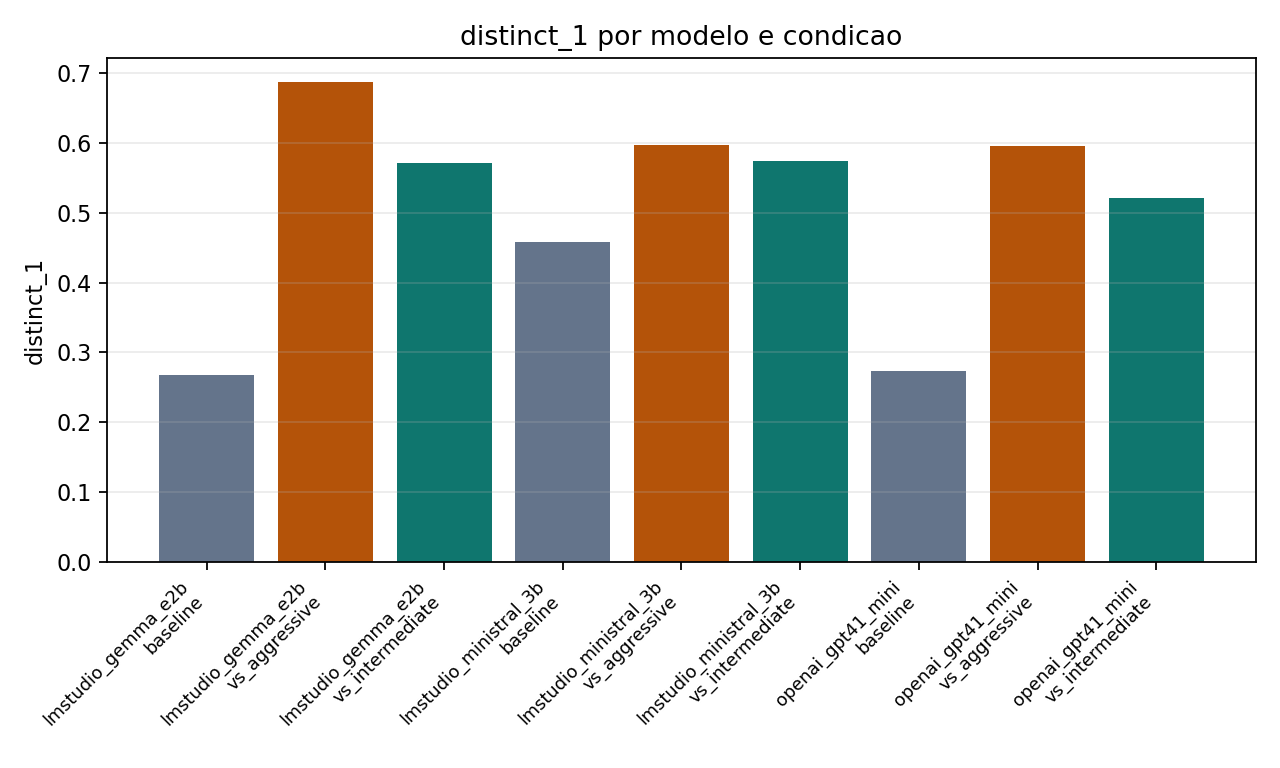 distinct_1 por modelo e condicao
distinct_1
0.7
0.6
0.5
0.4
0.3
0.2
0.1
0.0
lmstudio_gemma_e2b
baseline
lmstudio_gemma_e2b
vs_aggressive
lmstudio_gemma_e2b
vs_intermediate
lmstudio_ministral_3b
baseline
lmstudio_ministral_3b
vs_aggressive
lmstudio_ministral_3b
vs_intermediate
openai_gpt41_mini
baseline
openai_gpt41_mini
vs_aggressive
openai_gpt41_mini
vs_intermediate